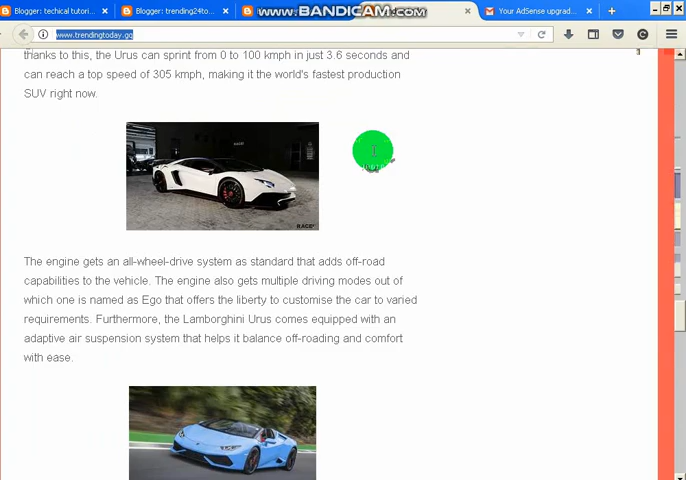 Blogger: techical tutori...
Blogger: trending24to...
www.BANDICAM.com
Your AdSense upgrad...
www.trendingtoday.gq
thanks to this, the Urus can sprint from 0 to 100 kmph in just 3.6 seconds and
can reach a top speed of 305 kmph, making it the world's fastest production
SUV right now.
RACE!
The engine gets an all-wheel-drive system as standard that adds off-road
capabilities to the vehicle. The engine also gets multiple driving modes out of
which one is named as Ego that offers the liberty to customise the car to varied
requirements. Furthermore, the Lamborghini Urus comes equipped with an
adaptive air suspension system that helps it balance off-roading and comfort
with ease.